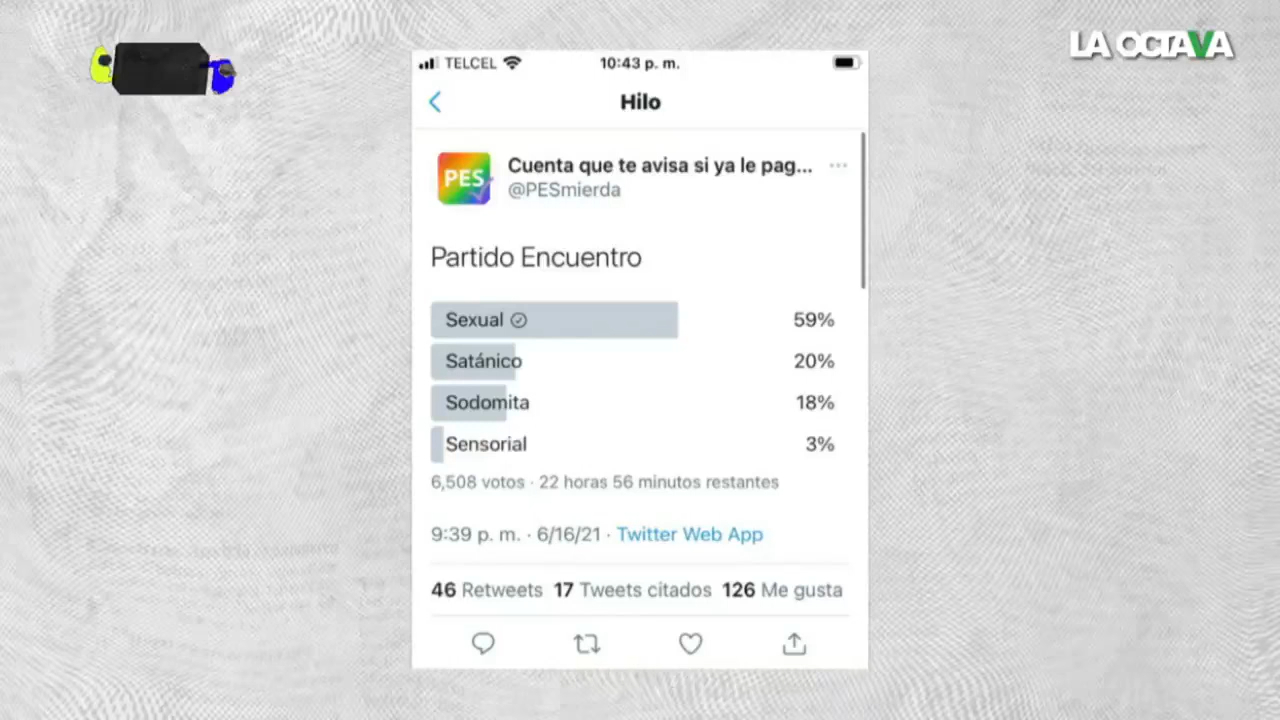 LA OCTAVA
TELCEL 10:43 p. m.
Hilo
PES
Cuenta que te avisa si ya le pag...
@PESmierda
Partido Encuentro
Sexual 59%
Satánico 20%
Sodomita 18%
Sensorial 3%
6,508 votos · 22 horas 56 minutos restantes
9:39 p. m. · 6/16/21 · Twitter Web App
46 Retweets 17 Tweets citados 126 Me gusta